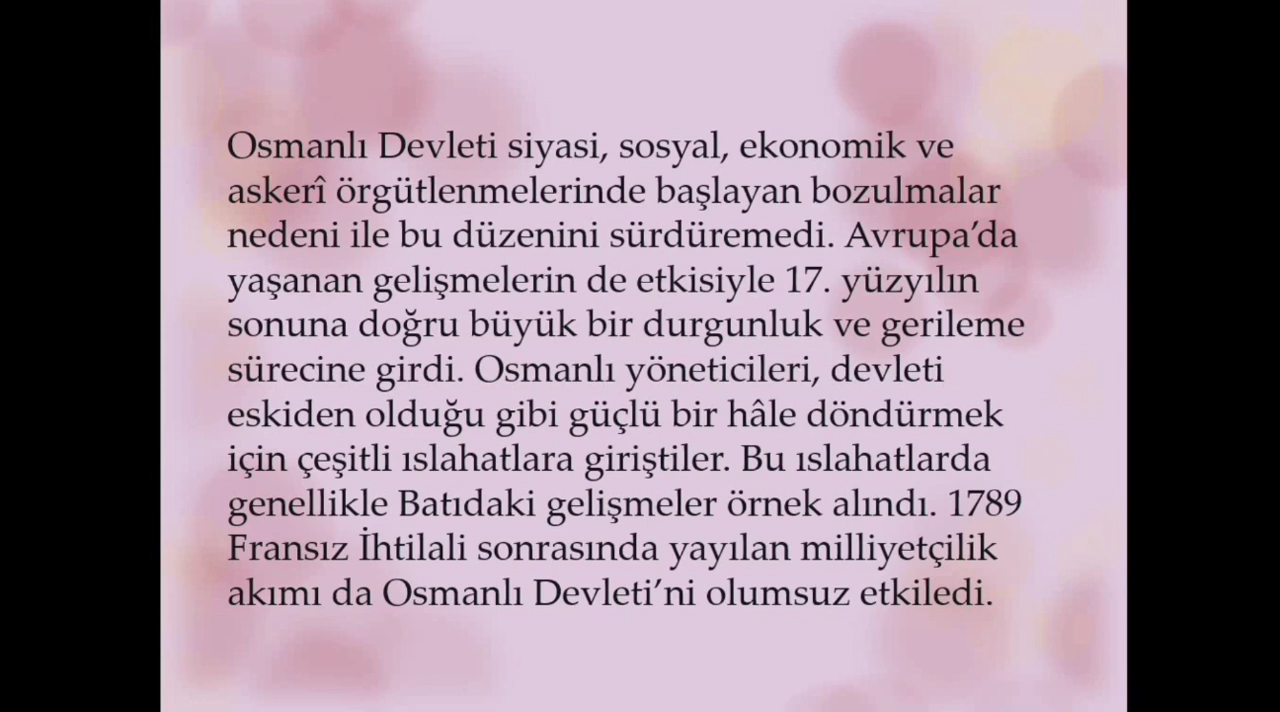 Osmanlı Devleti siyasi, sosyal, ekonomik ve
askerî örgütlenmelerinde başlayan bozulmalar
nedeni ile bu düzenini sürdüremedi. Avrupa’da
yaşanan gelişmelerin de etkisiyle 17. yüzyılın
sonuna doğru büyük bir durgunluk ve gerileme
sürecine girdi. Osmanlı yöneticileri, devleti
eskiden olduğu gibi güçlü bir hâle döndürmek
için çeşitli ıslahatlara giriştiler. Bu ıslahatlarda
genellikle Batıdaki gelişmeler örnek alındı. 1789
Fransız İhtilali sonrasında yayılan milliyetçilik
akımı da Osmanlı Devleti’ni olumsuz etkiledi.